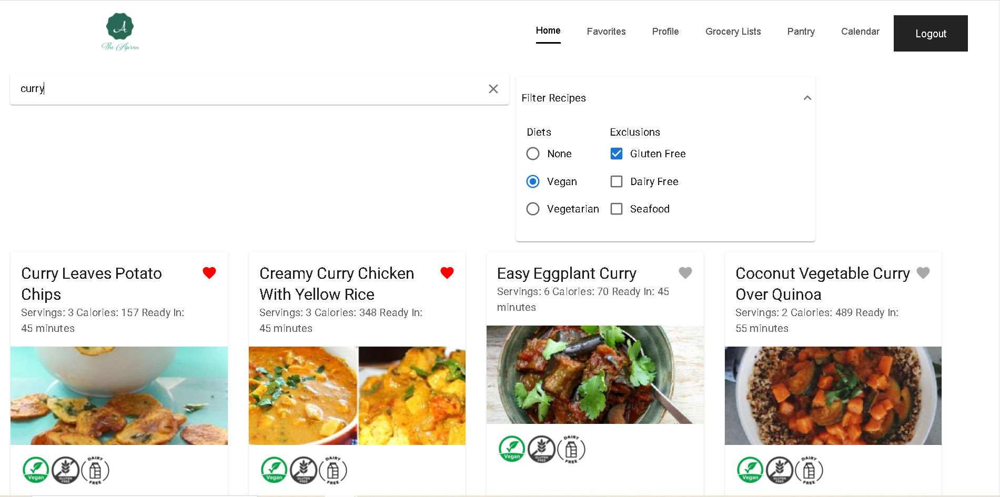 A
The Apron
Home
Favorites
Profile
Grocery Lists
Pantry
Calendar
Logout
curry
Filter Recipes
Diets
Exclusions
None
Gluten Free
Vegan
Dairy Free
Vegetarian
Seafood
Curry Leaves Potato
Chips
Servings: 3 Calories: 157 Ready In:
45 minutes
Vegan
GLUTEN
FREE
DAIRY
FREE
Creamy Curry Chicken
With Yellow Rice
Servings: 3 Calories: 348 Ready In:
45 minutes
Vegan
GLUTEN
FREE
DAIRY
FREE
Easy Eggplant Curry
Servings: 6 Calories: 70 Ready In: 45
minutes
Vegan
GLUTEN
FREE
DAIRY
FREE
Coconut Vegetable Curry
Over Quinoa
Servings: 2 Calories: 489 Ready In:
55 minutes
Vegan
GLUTEN
FREE
DAIRY
FREE